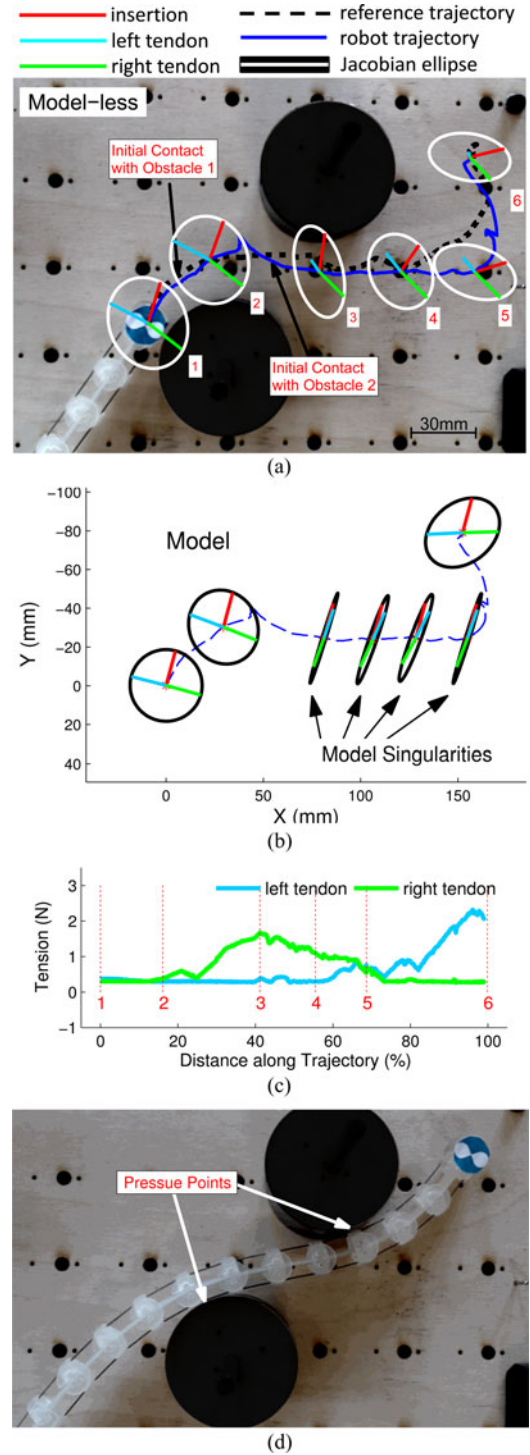 insertion
reference trajectory
left tendon
robot trajectory
right tendon
Jacobian ellipse
Model-less
Initial Contact
with Obstacle 1
6
2
3
4
5
1
Initial Contact
with Obstacle 2
30mm
(a)
-100
-80
-60
-40
-20
0
20
40
Y (mm)
Model
Model Singularities
0
50
100
150
X (mm)
(b)
left tendon
right tendon
3
2
1
0
-1
Tension (N)
1
2
3
4
5
6
0
20
40
60
80
100
Distance along Trajectory (%)
(c)
Pressue Points
(d)